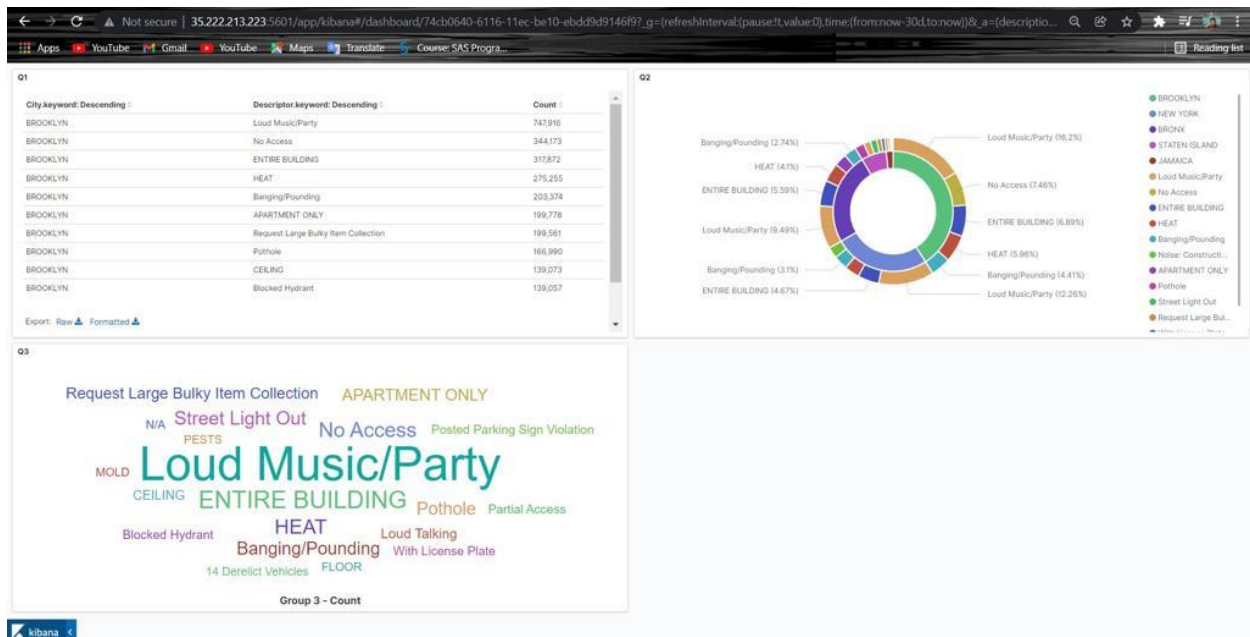 Not secure | 35.222.213.223:5601/app/kibana#/dashboard/74cb0640-6116-11ec-be10-ebdd9d9146f9?_g=(refreshInterval:(pause:!t,value:0),time:(from:now-30d,to:now))&_a=(descriptio...
Apps YouTube Gmail YouTube Maps Translate Course: SAS Progra... Reading list
Q1
City.keyword: Descending Descriptor.keyword: Descending Count
BROOKLYN Loud Music/Party 747,916
BROOKLYN No Access 344,173
BROOKLYN ENTIRE BUILDING 317,872
BROOKLYN HEAT 275,255
BROOKLYN Banging/Pounding 203,374
BROOKLYN APARTMENT ONLY 199,778
BROOKLYN Request Large Bulky Item Collection 199,561
BROOKLYN Pothole 166,990
BROOKLYN CEILING 139,073
BROOKLYN Blocked Hydrant 139,057
Export: Raw Formatted
Q2
Banging/Pounding (2.74%)
HEAT (4.1%)
ENTIRE BUILDING (5.59%)
Loud Music/Party (9.49%)
Banging/Pounding (3.1%)
ENTIRE BUILDING (4.67%)
Loud Music/Party (16.2%)
No Access (7.46%)
ENTIRE BUILDING (6.89%)
HEAT (5.96%)
Banging/Pounding (4.41%)
Loud Music/Party (12.26%)
BROOKLYN
NEW YORK
BRONX
STATEN ISLAND
JAMAICA
Loud Music/Party
No Access
ENTIRE BUILDING
HEAT
Banging/Pounding
Noise: Constructi...
APARTMENT ONLY
Pothole
Street Light Out
Request Large Bul...
Q3
Request Large Bulky Item Collection APARTMENT ONLY
N/A Street Light Out No Access Posted Parking Sign Violation
PESTS
MOLD Loud Music/Party
CEILING ENTIRE BUILDING Pothole Partial Access
Blocked Hydrant HEAT Loud Talking
Banging/Pounding With License Plate
14 Derelict Vehicles FLOOR
Group 3 - Count
kibana